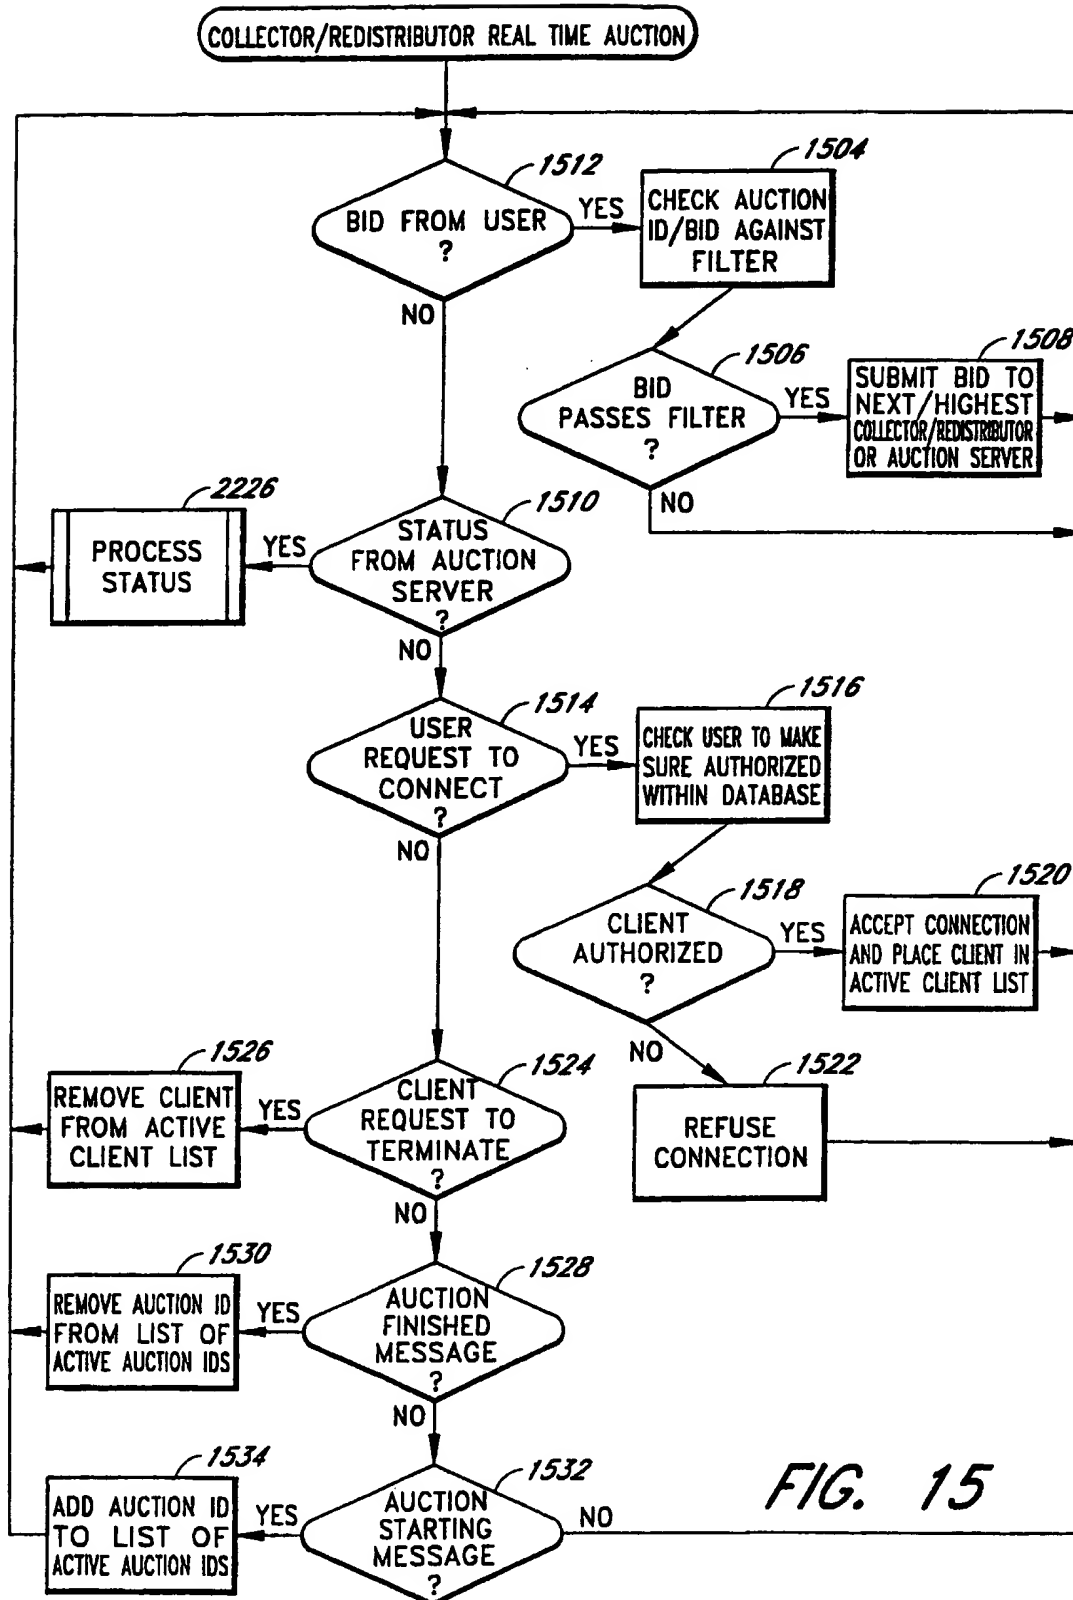 COLLECTOR/REDISTRIBUTOR REAL TIME AUCTION
1512
BID FROM USER
?
YES
NO
1504
CHECK AUCTION
ID/BID AGAINST
FILTER
1506
BID
PASSES FILTER
?
YES
NO
1508
SUBMIT BID TO
NEXT/HIGHEST
COLLECTOR/REDISTRIBUTOR
OR AUCTION SERVER
2226
PROCESS
STATUS
YES
1510
STATUS
FROM AUCTION
SERVER
?
NO
1514
USER
REQUEST TO
CONNECT
?
YES
NO
1516
CHECK USER TO MAKE
SURE AUTHORIZED
WITHIN DATABASE
1518
CLIENT
AUTHORIZED
?
YES
NO
1520
ACCEPT CONNECTION
AND PLACE CLIENT IN
ACTIVE CLIENT LIST
1522
REFUSE
CONNECTION
1526
REMOVE CLIENT
FROM ACTIVE
CLIENT LIST
YES
1524
CLIENT
REQUEST TO
TERMINATE
?
NO
1530
REMOVE AUCTION ID
FROM LIST OF
ACTIVE AUCTION IDS
YES
1528
AUCTION
FINISHED
MESSAGE
?
NO
1534
ADD AUCTION ID
TO LIST OF
ACTIVE AUCTION IDS
YES
1532
AUCTION
STARTING
MESSAGE
?
NO
FIG. 15